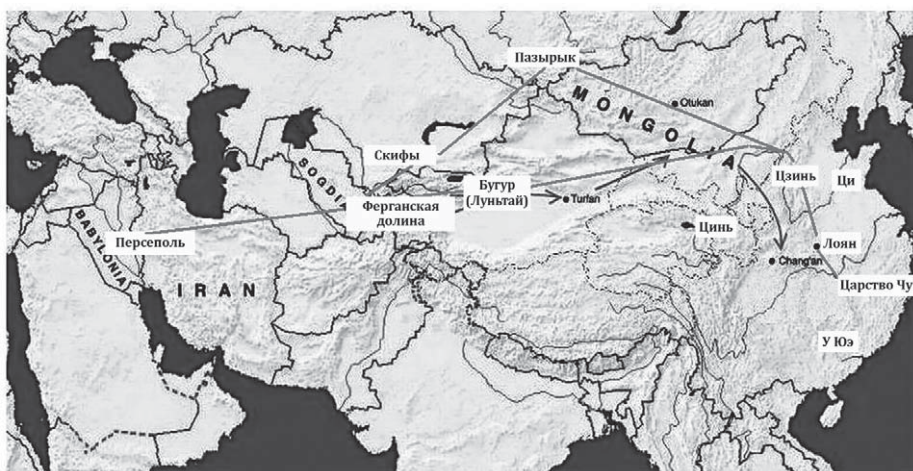 Пазырык
MONGOLIA
Otukan
Скифы
Цзинь
Ци
SOGDI
Бугур
(Луньтай)
Turfan
Ферганская
долина
Цинь
BABYLONIA
Персеполь
Лоян
Chang'an
IRAN
Царство Чу
У Юэ